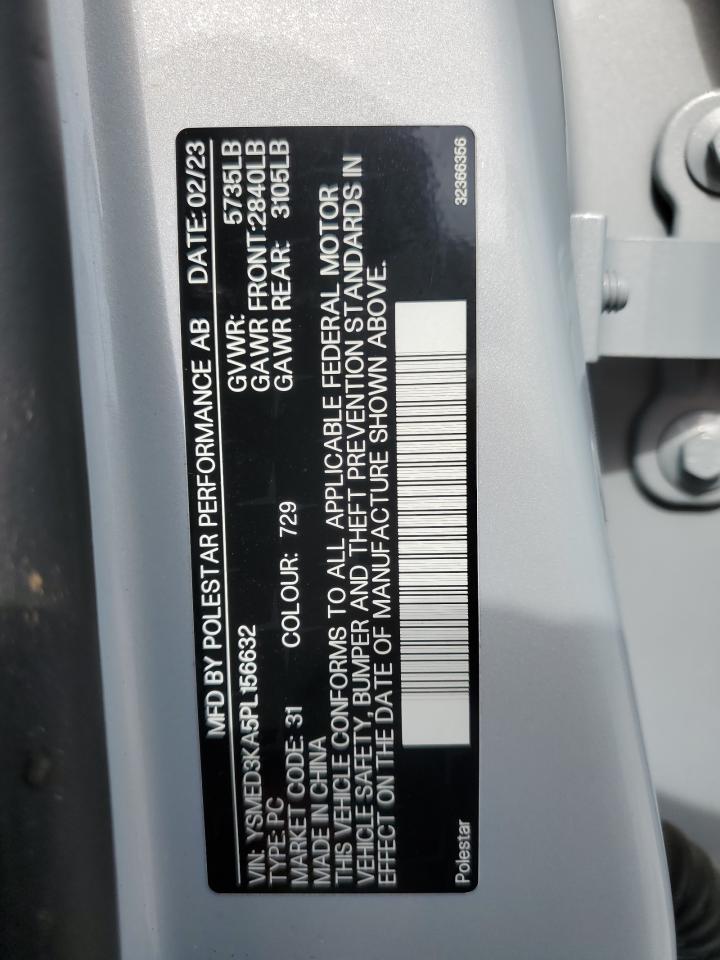 MFD BY POLESTAR PERFORMANCE AB DATE: 02/23
VIN: YSMED3KA5PL156632 GVWR: 5735LB
TYPE: PC GAWR FRONT: 2840LB
MARKET CODE: 31 COLOUR: 729 GAWR REAR: 3105LB
MADE IN CHINA
THIS VEHICLE CONFORMS TO ALL APPLICABLE FEDERAL MOTOR
VEHICLE SAFETY, BUMPER AND THEFT PREVENTION STANDARDS IN
EFFECT ON THE DATE OF MANUFACTURE SHOWN ABOVE.
Polestar 32366356